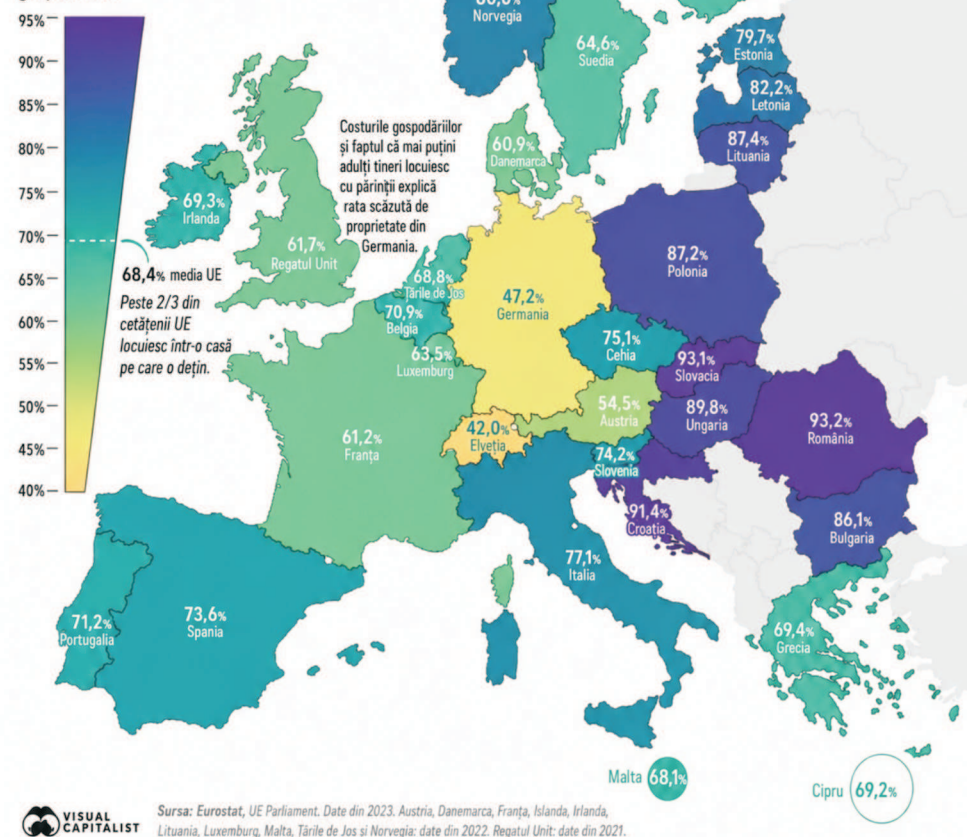 95%
90%
85%
80%
75%
70%
65%
60%
55%
50%
45%
40%
68,4% media UE
Peste 2/3 din
cetățenii UE
locuiesc într-o casă
pe care o dețin.
Costurile gospodăriilor
și faptul că mai puțini
adulți tineri locuiesc
cu părinții explică
rata scăzută de
proprietate din
Germania.
Norvegia
64,6%
Suedia
79,7%
Estonia
82,2%
Letonia
87,4%
Lituania
60,9%
Danemarca
69,3%
Irlanda
61,7%
Regatul Unit
68,8%
Țările de Jos
70,9%
Belgia
63,5%
Luxemburg
47,2%
Germania
87,2%
Polonia
75,1%
Cehia
93,1%
Slovacia
54,5%
Austria
89,8%
Ungaria
93,2%
România
61,2%
Franța
42,0%
Elveția
74,2%
Slovenia
91,4%
Croația
86,1%
Bulgaria
77,1%
Italia
71,2%
Portugalia
73,6%
Spania
69,4%
Grecia
Malta 68,1%
Cipru 69,2%
VISUAL
CAPITALIST
Sursa: Eurostat, UE Parliament. Date din 2023. Austria, Danemarca, Franța, Islanda, Irlanda,
Lituania, Luxemburg, Malta, Țările de Jos și Norvegia: date din 2022. Regatul Unit: date din 2021.